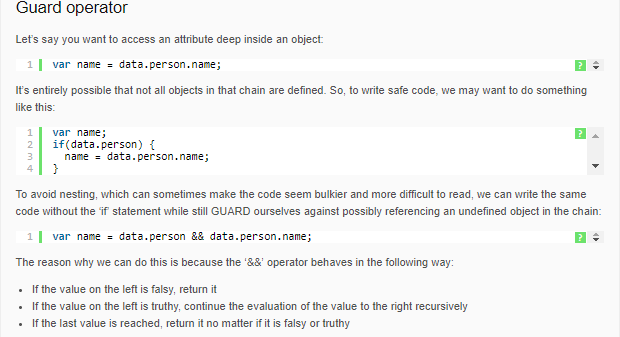 Guard operator
Let's say you want to access an attribute deep inside an object:
1 var name = data.person.name;
?
It's entirely possible that not all objects in that chain are defined. So, to write safe code, we may want to do something
like this:
1 var name;
?
2 if(data.person) {
3 name = data.person.name;
4 }
To avoid nesting, which can sometimes make the code seem bulkier and more difficult to read, we can write the same
code without the 'if' statement while still GUARD ourselves against possibly referencing an undefined object in the chain:
1 var name = data.person && data.person.name;
?
The reason why we can do this is because the '&&' operator behaves in the following way:
• If the value on the left is falsy, return it
• If the value on the left is truthy, continue the evaluation of the value to the right recursively
• If the last value is reached, return it no matter if it is falsy or truthy